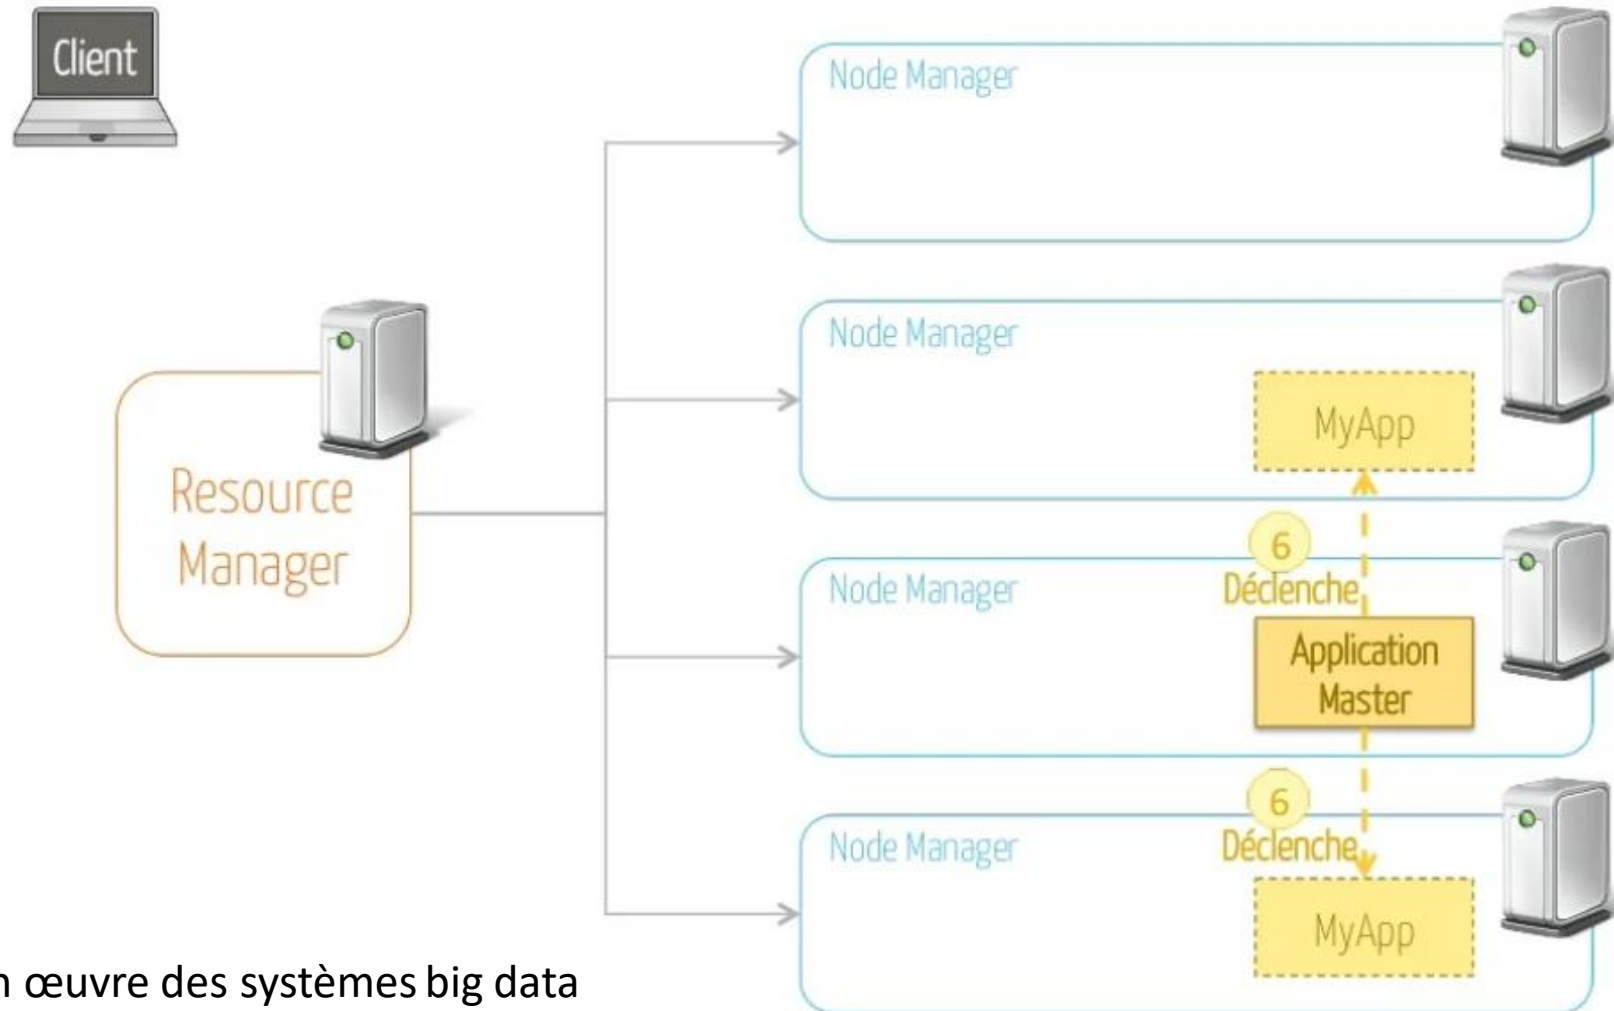 Client
Node Manager
Node Manager
MyApp
Resource
Manager
6
Déclenche
Node Manager
Application
Master
6
Déclenche
Node Manager
MyApp
œuvre des systèmes big data